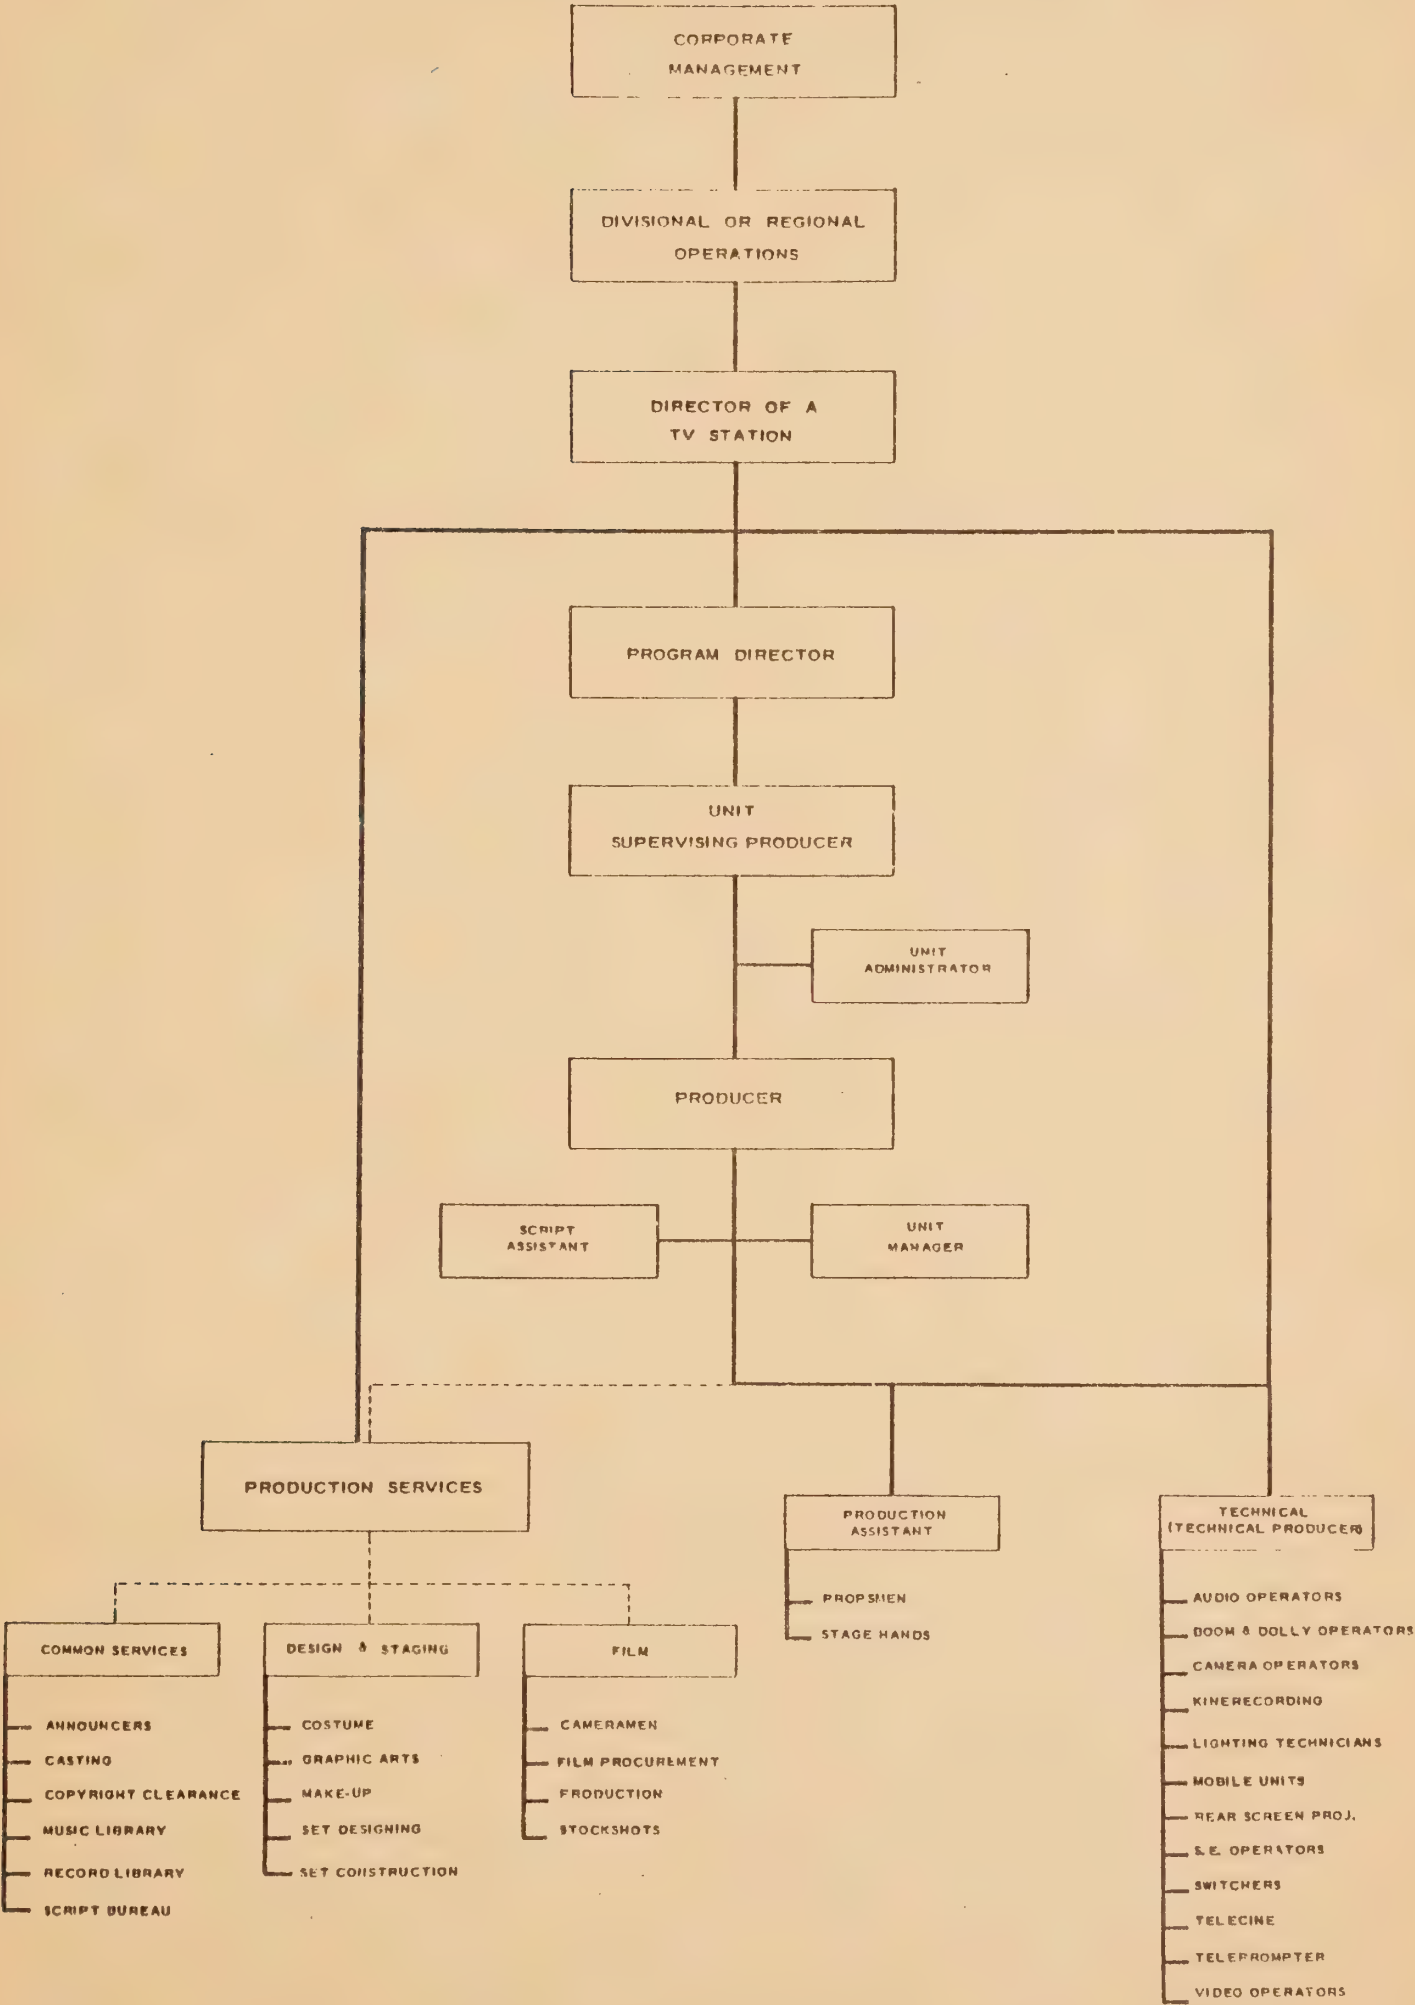 CORPORATE
MANAGEMENT
DIVISIONAL OR REGIONAL
OPERATIONS
DIRECTOR OF A
TV STATION
PROGRAM DIRECTOR
UNIT
SUPERVISING PRODUCER
UNIT
ADMINISTRATOR
PRODUCER
SCRIPT
ASSISTANT
UNIT
MANAGER
PRODUCTION SERVICES
PRODUCTION
ASSISTANT
PROPSMEN
STAGE HANDS
TECHNICAL
(TECHNICAL PRODUCER)
AUDIO OPERATORS
BOOM & DOLLY OPERATORS
CAMERA OPERATORS
KINERECORDING
LIGHTING TECHNICIANS
MOBILE UNITS
REAR SCREEN PROJ.
S.E. OPERATORS
SWITCHERS
TELECINE
TELEPROMPTER
VIDEO OPERATORS
COMMON SERVICES
ANNOUNCERS
CASTING
COPYRIGHT CLEARANCE
MUSIC LIBRARY
RECORD LIBRARY
SCRIPT BUREAU
DESIGN & STAGING
COSTUME
GRAPHIC ARTS
MAKE-UP
SET DESIGNING
SET CONSTRUCTION
FILM
CAMERAMEN
FILM PROCUREMENT
PRODUCTION
STOCKSHOTS